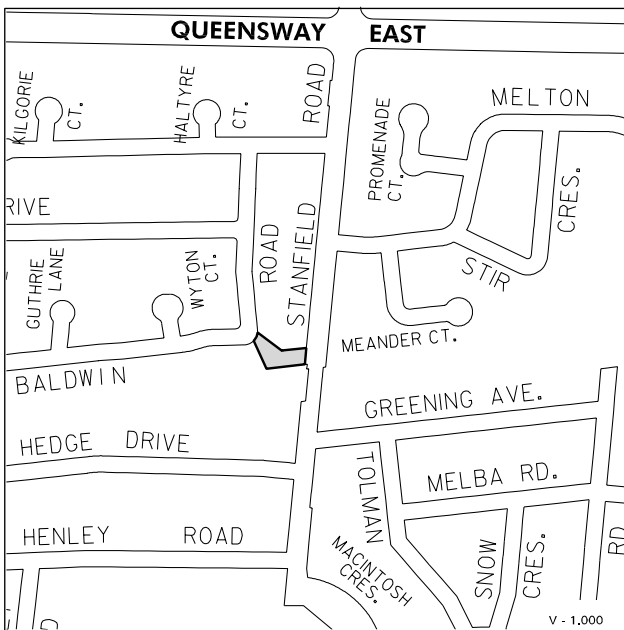 QUEENSWAY EAST
KILGORIE
CT.
HALTYRE
CT.
ROAD
PROMENADE
CT.
MELTON
CRES.
RIVE
ROAD
STANFIELD
GUTHRIE
LANE
WYTON
CT.
STIR
MEANDER CT.
BALDWIN
GREENING AVE.
HEDGE DRIVE
TOLMAN
MELBA RD.
HENLEY ROAD
MACINTOSH
CRES.
SNOW
CRES.
RD
V - 1.000